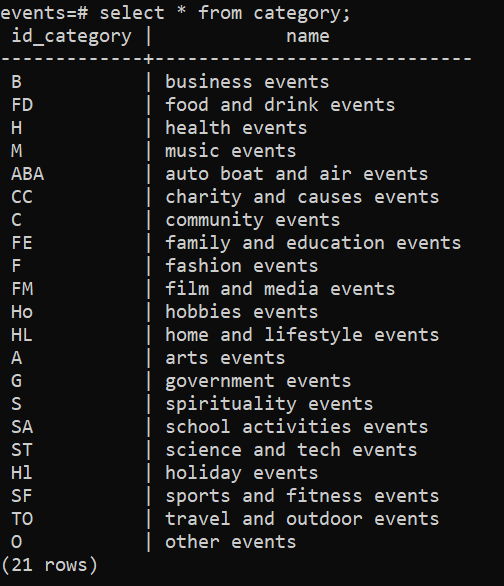 events=# select * from category;
 id_category |            name
-------------+----------------------------
 B           | business events
 FD          | food and drink events
 H           | health events
 M           | music events
 ABA         | auto boat and air events
 CC          | charity and causes events
 C           | community events
 FE          | family and education events
 F           | fashion events
 FM          | film and media events
 Ho          | hobbies events
 HL          | home and lifestyle events
 A           | arts events
 G           | government events
 S           | spirituality events
 SA          | school activities events
 ST          | science and tech events
 Hl          | holiday events
 SF          | sports and fitness events
 TO          | travel and outdoor events
 O           | other events
(21 rows)